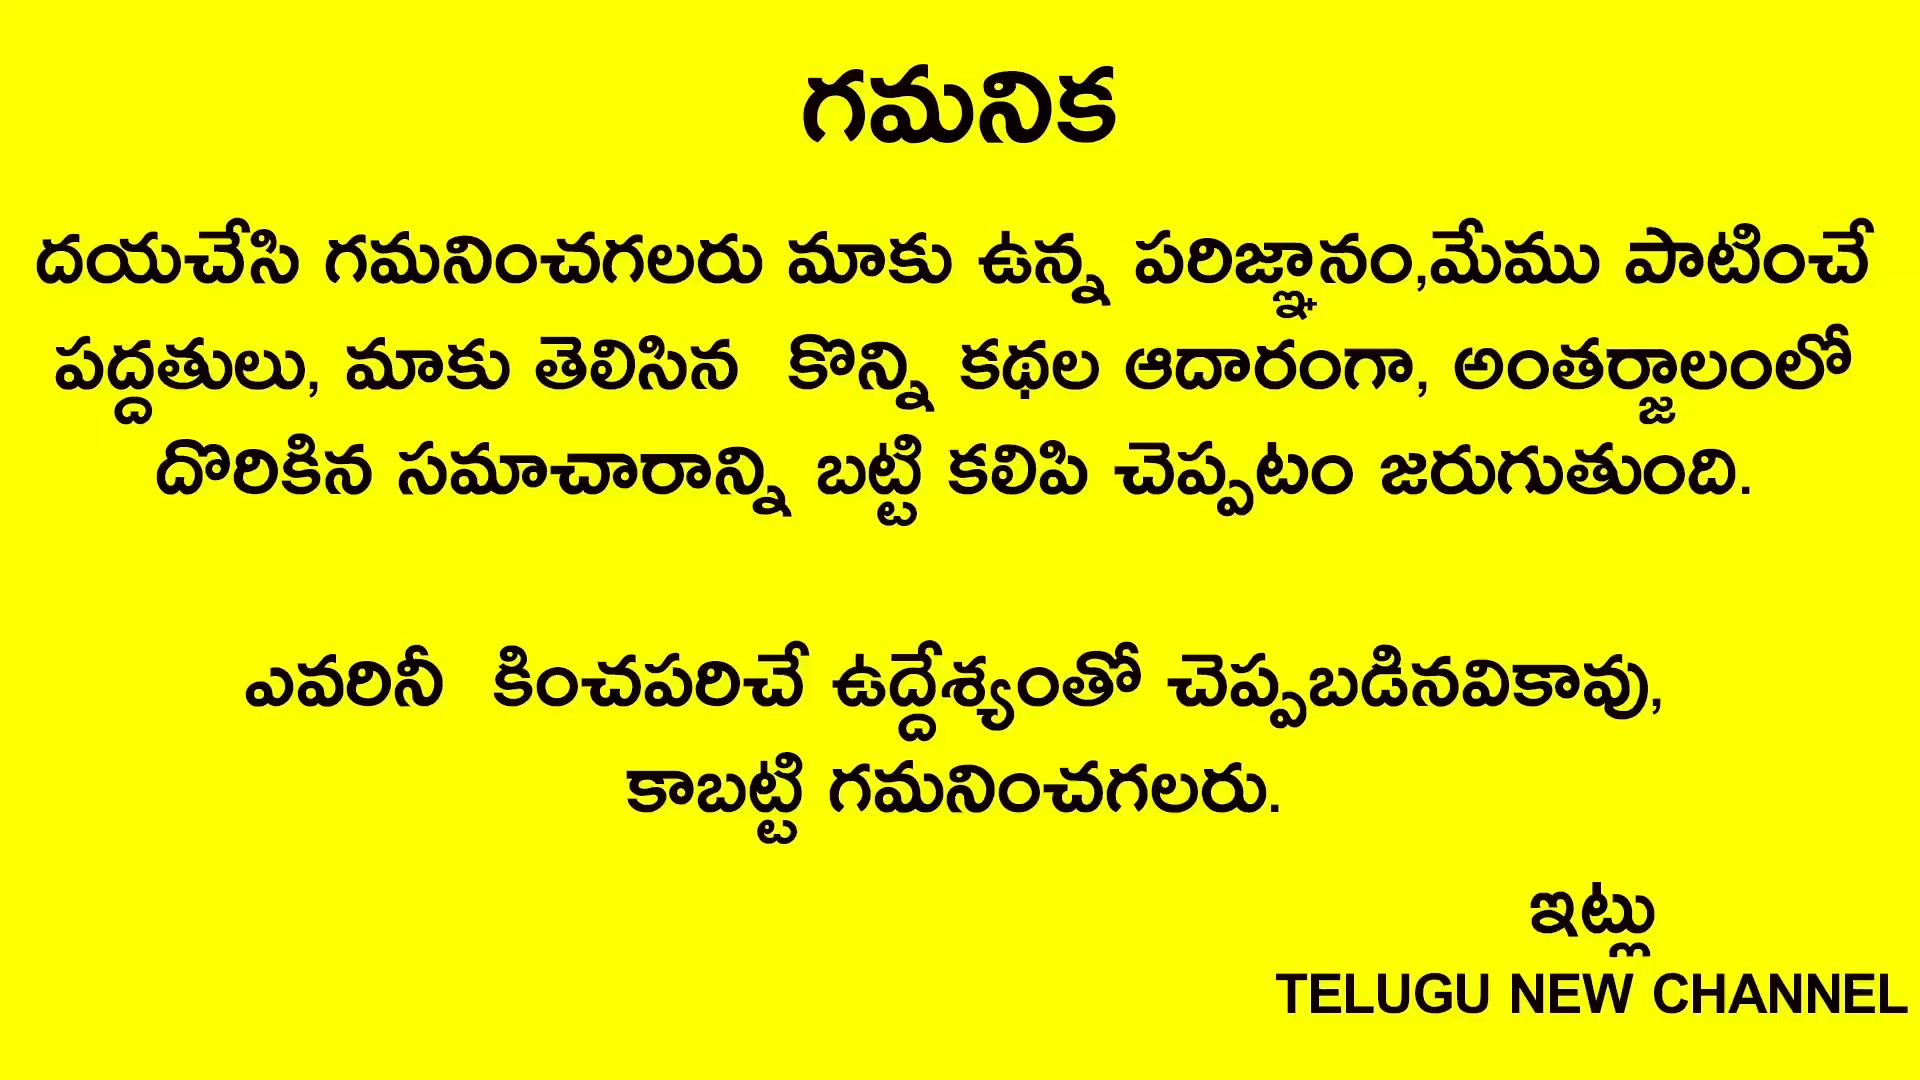 గమనిక
దయచేసి గమనించగలరు మాకు ఉన్న పరిజ్ఞానం,మేము పాటించే
పద్దతులు, మాకు తెలిసిన కొన్ని కథల ఆదారంగా, అంతర్జాలంలో
దొరికిన సమాచారాన్ని బట్టి కలిపి చెప్పటం జరుగుతుంది.
ఎవరినీ కించపరిచే ఉద్దేశ్యంతో చెప్పబడినవికావు,
కాబట్టి గమనించగలరు.
ఇట్లు
TELUGU NEW CHANNEL